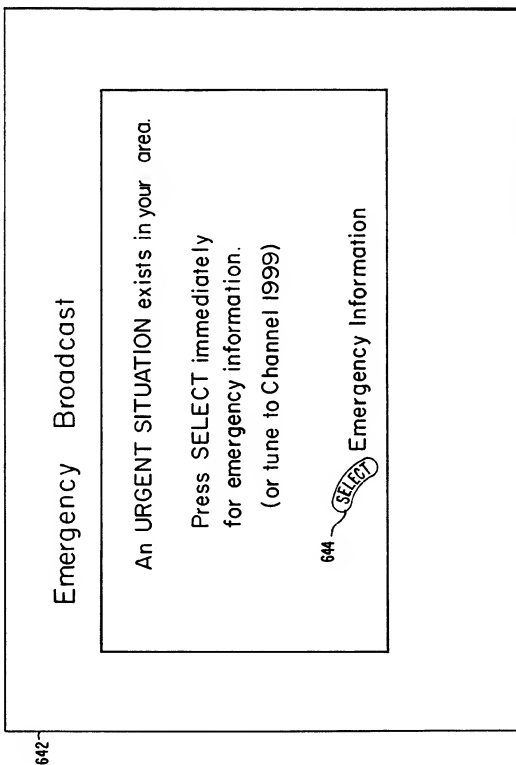 Emergency Broadcast
An URGENT SITUATION exists in your area.
Press SELECT immediately
for emergency information.
(or tune to Channel 1999)
644
SELECT Emergency Information
642